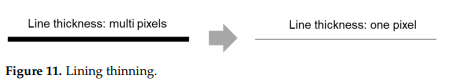 Line thickness: multi pixels
Line thickness: one pixel
Figure 11. Lining thinning.